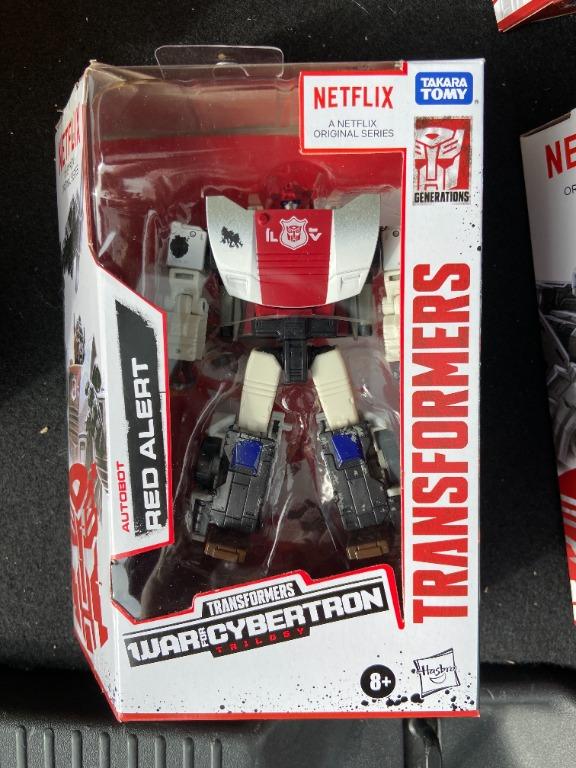 NETFLIX
A NETFLIX
ORIGINAL SERIES
TAKARA
TOMY
GENERATIONS
TRANSFORMERS
AUTOBOT
RED ALERT
TRANSFORMERS
WAR FOR CYBERTRON
TRILOGY
8+
Hasbro
NETFLIX
NE